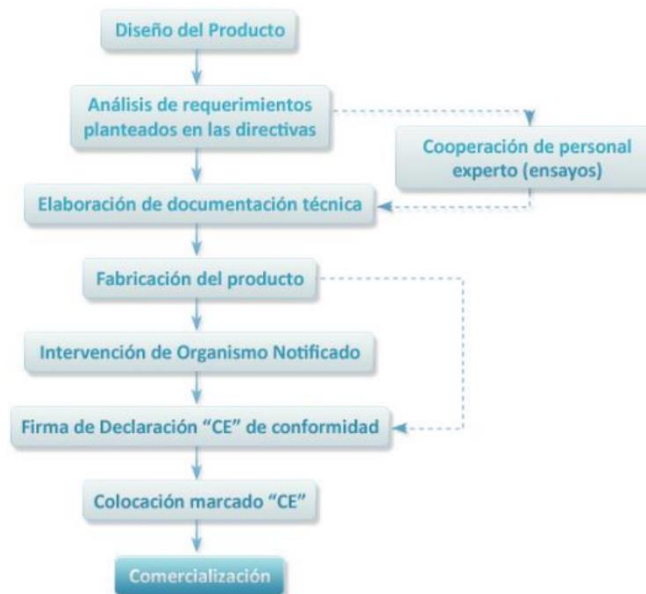 Diseño del Producto
Análisis de requerimientos
planteados en las directivas
Cooperación de personal
experto (ensayos)
Elaboración de documentación técnica
Fabricación del producto
Intervención de Organismo Notificado
Firma de Declaración “CE” de conformidad
Colocación marcado “CE”
Comercialización